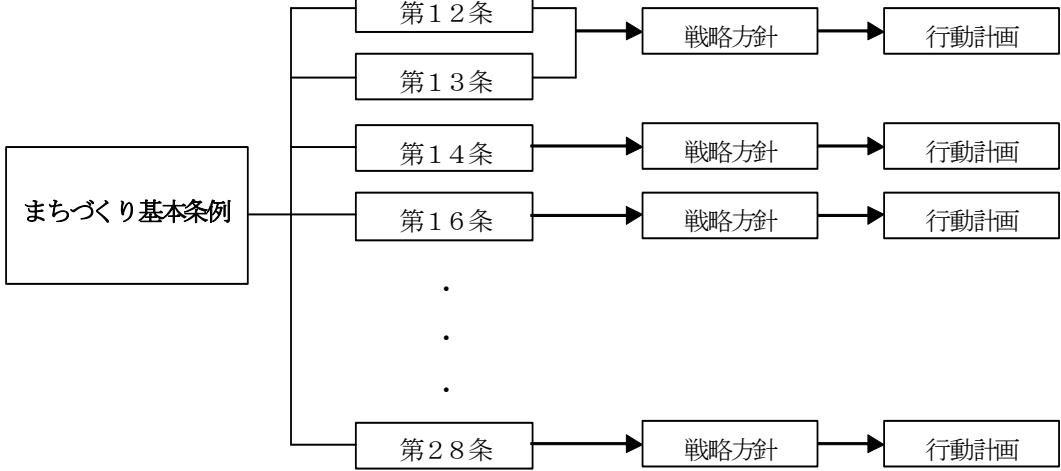 第１２条
戦略方針
行動計画
第１３条
第１４条
戦略方針
行動計画
まちづくり基本条例
第１６条
戦略方針
行動計画
・
・
・
第２８条
戦略方針
行動計画